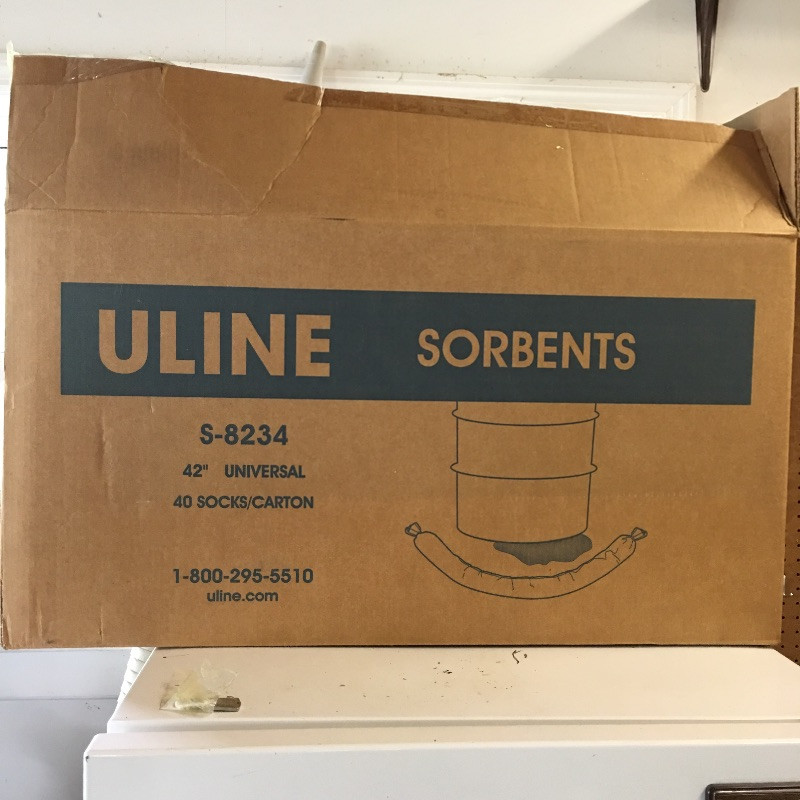 ULINE SORBENTS
S-8234
42" UNIVERSAL
40 SOCKS/CARTON
1-800-295-5510
uline.com